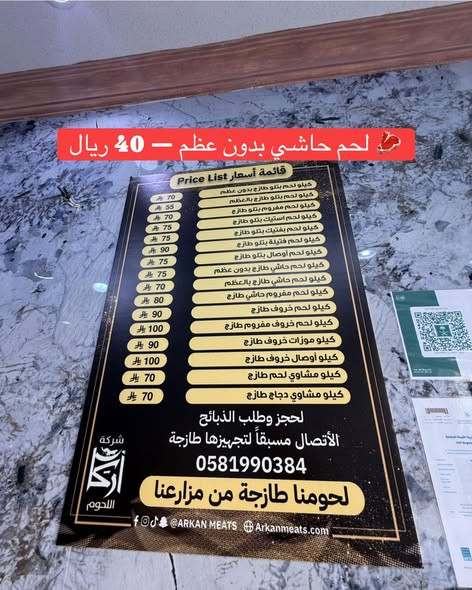 🥩 لحم حاشي بدون عظم — 40 ريال
قائمة أسعار Price List
كيلو لحم بتلو طازج بدون عظم 70
كيلو لحم بتلو طازج بالعظم 55
كيلو لحم مفروم بتلو طازج 70
كيلو لحم استيك بتلو طازج 75
كيلو لحم بفتيك بتلو طازج 75
كيلو لحم فتيلة بتلو طازج 90
كيلو لحم أوصال بتلو طازج 75
كيلو لحم حاشي طازج بدون عظم 75
كيلو لحم حاشي طازج بالعظم 70
كيلو لحم مفروم حاشي طازج 80
كيلو لحم خروف طازج 90
كيلو لحم خروف مفروم طازج 100
كيلو موزات خروف طازج 90
كيلو أوصال خروف طازج 100
كيلو مشاوي لحم طازج 70
كيلو مشاوي دجاج طازج 70
لحجز وطلب الذبائح
الأتصال مسبقاً لتجهيزها طازجة
0581990384
شركة
أركان
اللحوم
لحومنا طازجة من مزارعنا
@ARKAN MEATS Arkanmeats.com